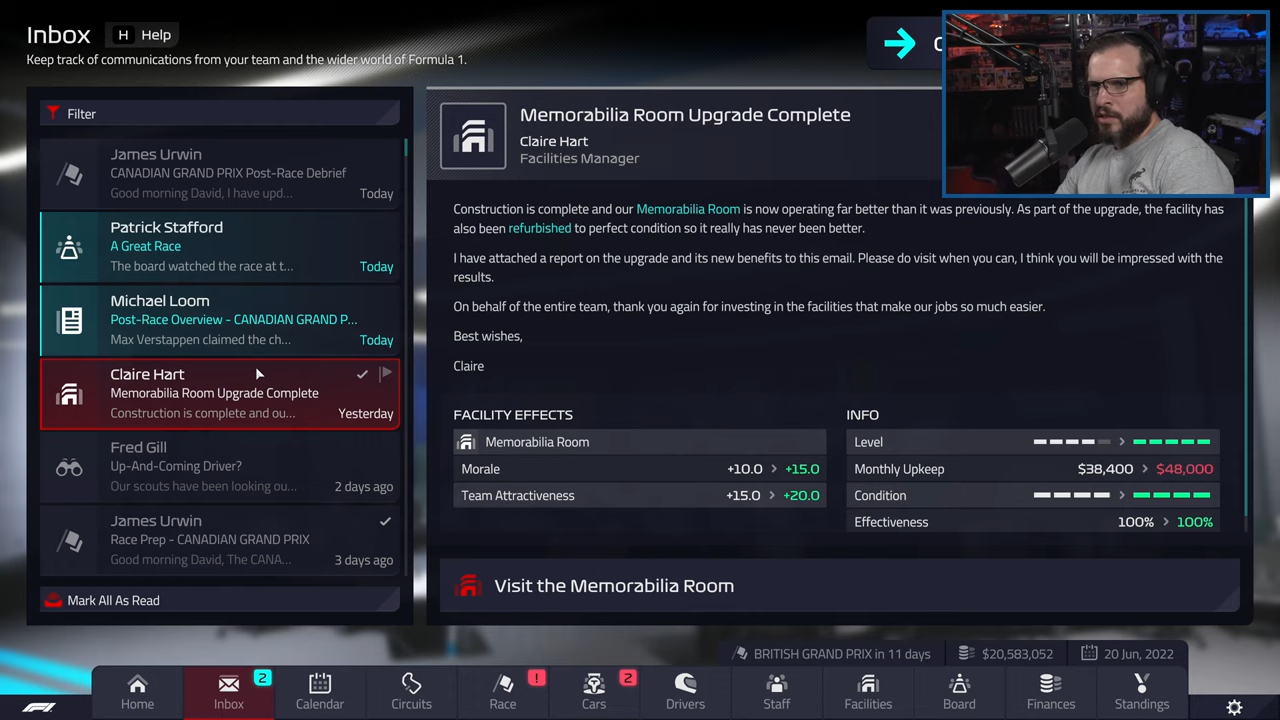 Inbox
H Help
Keep track of communications from your team and the wider world of Formula 1.
Filter
James Urwin
CANADIAN GRAND PRIX Post-Race Debrief
Good morning David, I have upd...
Today
Patrick Stafford
A Great Race
The board watched the race at t...
Today
Michael Loom
Post-Race Overview - CANADIAN GRAND P...
Max Verstappen claimed the ch...
Today
Claire Hart
Memorabilia Room Upgrade Complete
Construction is complete and ou...
Yesterday
Fred Gill
Up-And-Coming Driver?
Our scouts have been looking ou...
2 days ago
James Urwin
Race Prep - CANADIAN GRAND PRIX
Good morning David, The CANA...
3 days ago
Mark All As Read
Memorabilia Room Upgrade Complete
Claire Hart
Facilities Manager
Construction is complete and our Memorabilia Room is now operating far better than it was previously. As part of the upgrade, the facility has
also been refurbished to perfect condition so it really has never been better.
I have attached a report on the upgrade and its new benefits to this email. Please do visit when you can, I think you will be impressed with the
results.
On behalf of the entire team, thank you again for investing in the facilities that make our jobs so much easier.
Best wishes,
Claire
FACILITY EFFECTS
Memorabilia Room
Morale +10.0 > +15.0
Team Attractiveness +15.0 > +20.0
INFO
Level >
Monthly Upkeep $38,400 > $48,000
Condition >
Effectiveness 100% > 100%
Visit the Memorabilia Room
BRITISH GRAND PRIX in 11 days
$20,583,052
20 Jun, 2022
Home
Inbox 2
Calendar
Circuits
Race !
Cars 2
Drivers
Staff
Facilities
Board
Finances
Standings